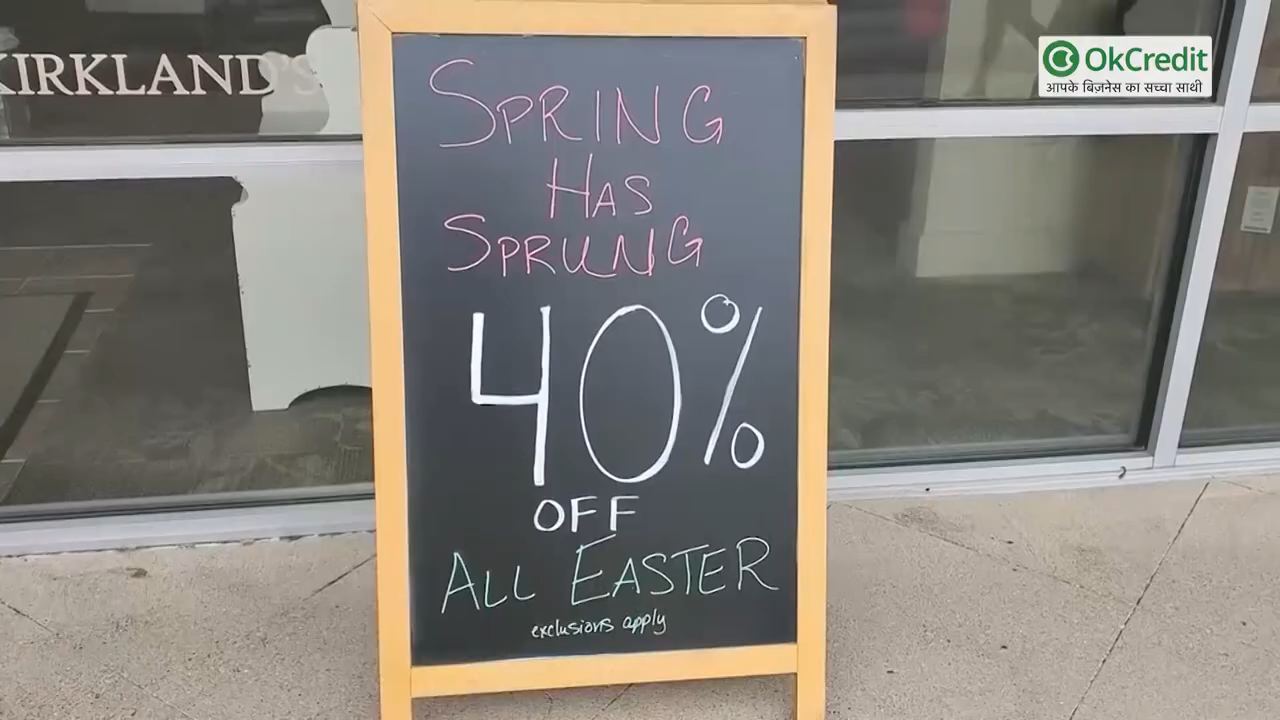 KIRKLAND'S
OkCredit
आपके बिज़नेस का सच्चा साथी
SPRING
HAS
SPRUNG
40%
OFF
ALL EASTER
exclusions apply